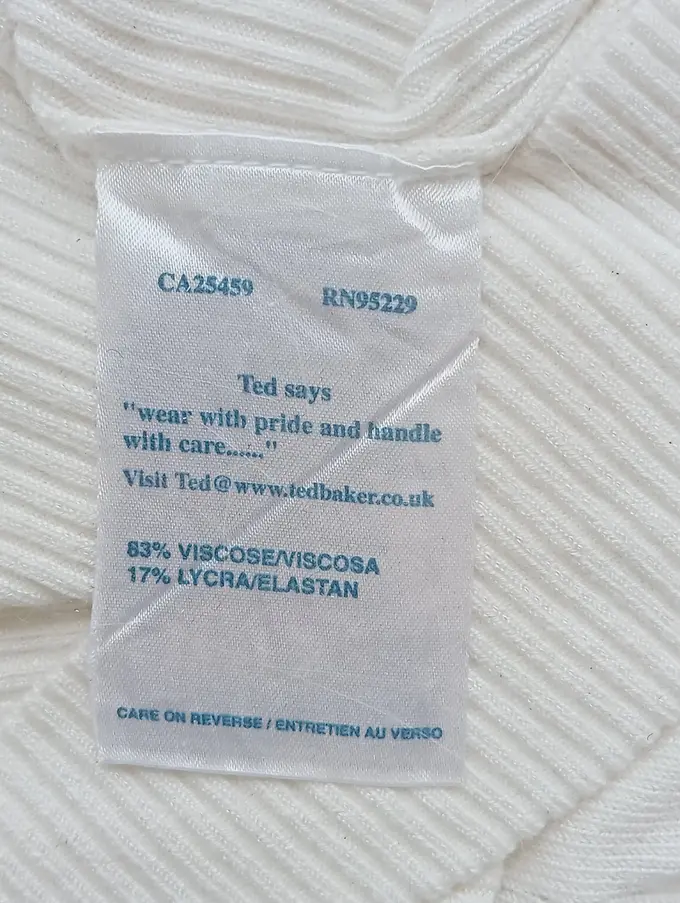 CA25459 RN95229
Ted says
"wear with pride and handle
with care......"
Visit Ted@www.tedbaker.co.uk
83% VISCOSE/VISCOSA
17% LYCRA/ELASTAN
CARE ON REVERSE / ENTRETIEN AU VERSO